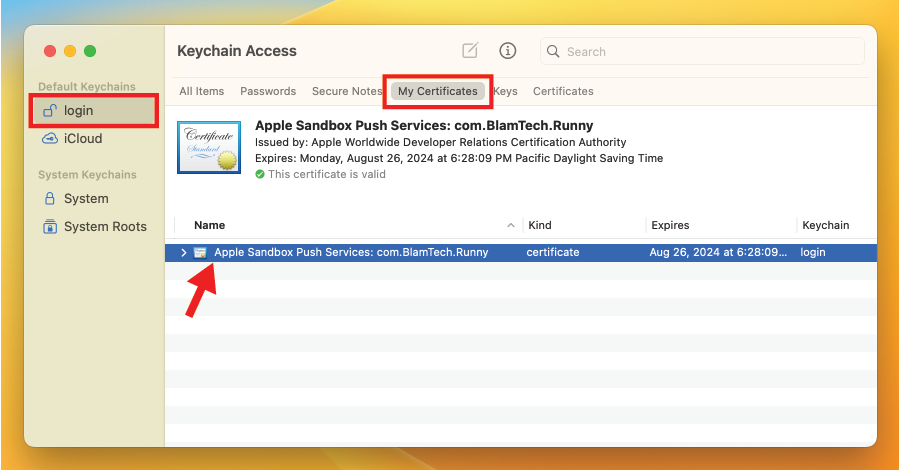 Keychain Access
Search
Default Keychains
login
iCloud
System Keychains
System
System Roots
All Items Passwords Secure Notes My Certificates Keys Certificates
Certificate
Standard
Apple Sandbox Push Services: com.BlamTech.Runny
Issued by: Apple Worldwide Developer Relations Certification Authority
Expires: Monday, August 26, 2024 at 6:28:09 PM Pacific Daylight Saving Time
This certificate is valid
Name Kind Expires Keychain
Apple Sandbox Push Services: com.BlamTech.Runny certificate Aug 26, 2024 at 6:28:09... login